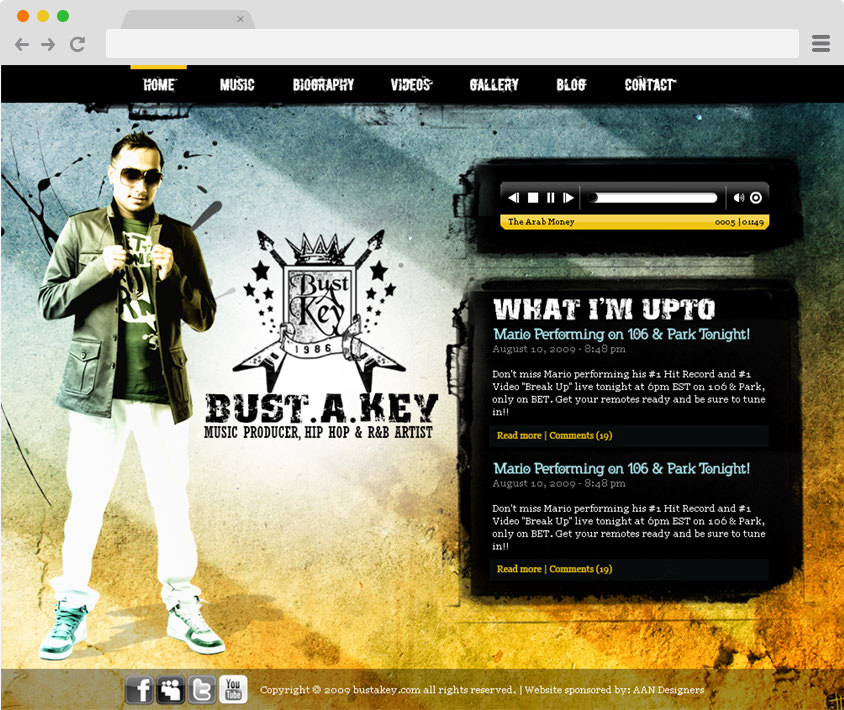 HOME MUSIC BIOGRAPHY VIDEOS GALLERY BLOG CONTACT
The Arab Money 0005 | 01:49
Bust
A
Key
1986
BUST.A.KEY
MUSIC PRODUCER, HIP HOP & R&B ARTIST
WHAT I'M UPTO
Mario Performing on 106 & Park Tonight!
August 10, 2009 - 8:48 pm
Don't miss Mario performing his #1 Hit Record and #1
Video "Break Up" live tonight at 6pm EST on 106 & Park,
only on BET. Get your remotes ready and be sure to tune
in!!
Read more | Comments (19)
Mario Performing on 106 & Park Tonight!
August 10, 2009 - 8:48 pm
Don't miss Mario performing his #1 Hit Record and #1
Video "Break Up" live tonight at 6pm EST on 106 & Park,
only on BET. Get your remotes ready and be sure to tune
in!!
Read more | Comments (19)
You
Tube
Copyright © 2009 bustakey.com all rights reserved. | Website sponsored by: AAN Designers